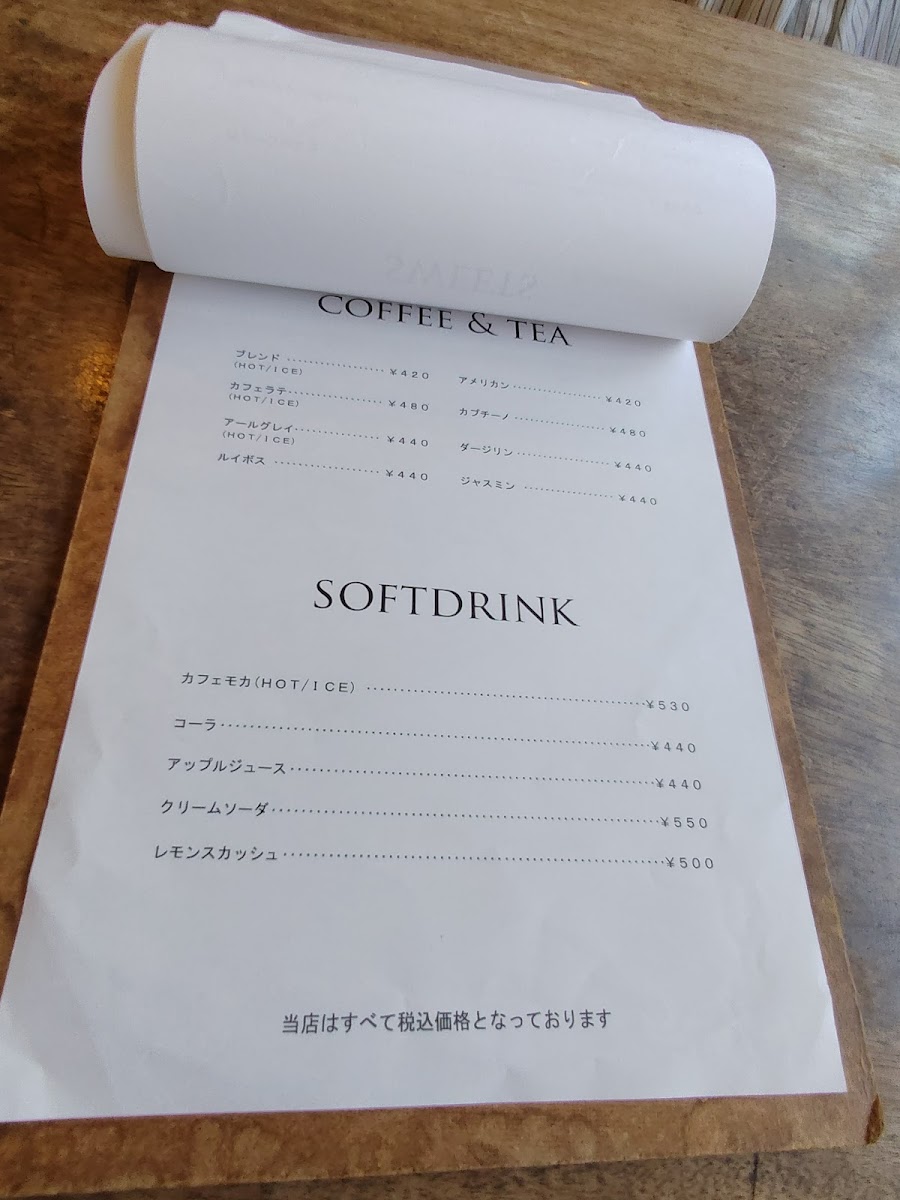 COFFEE & TEA
ブレンド ・・・・・・・・・・・・・・・・・・ ¥420
(HOT/ICE)
アメリカン・・・・・・・・・・・・・・・・・ ¥420
カフェラテ・・・・・・・・・・・・・・・・・ ¥480
(HOT/ICE)
カプチーノ ・・・・・・・・・・・・・・・・・ ¥480
アールグレイ・・・・・・・・・・・・・・・ ¥440
(HOT/ICE)
ダージリン・・・・・・・・・・・・・・・・・ ¥440
ルイボス ・・・・・・・・・・・・・・・・・・・ ¥440
ジャスミン ・・・・・・・・・・・・・・・・・ ¥440
SOFTDRINK
カフェモカ(HOT/ICE) ・・・・・・・・・・・・・・・・・・・・・・・・・・・・・・・・・・・・・・・・¥530
コーラ・・・・・・・・・・・・・・・・・・・・・・・・・・・・・・・・・・・・・・・・・・・・・・・・・・・・・・・・・・¥440
アップルジュース・・・・・・・・・・・・・・・・・・・・・・・・・・・・・・・・・・・・・・・・・・・・・・・・¥440
クリームソーダ・・・・・・・・・・・・・・・・・・・・・・・・・・・・・・・・・・・・・・・・・・・・・・・・・・¥550
レモンスカッシュ・・・・・・・・・・・・・・・・・・・・・・・・・・・・・・・・・・・・・・・・・・・・・・・・¥500
当店はすべて税込価格となっております